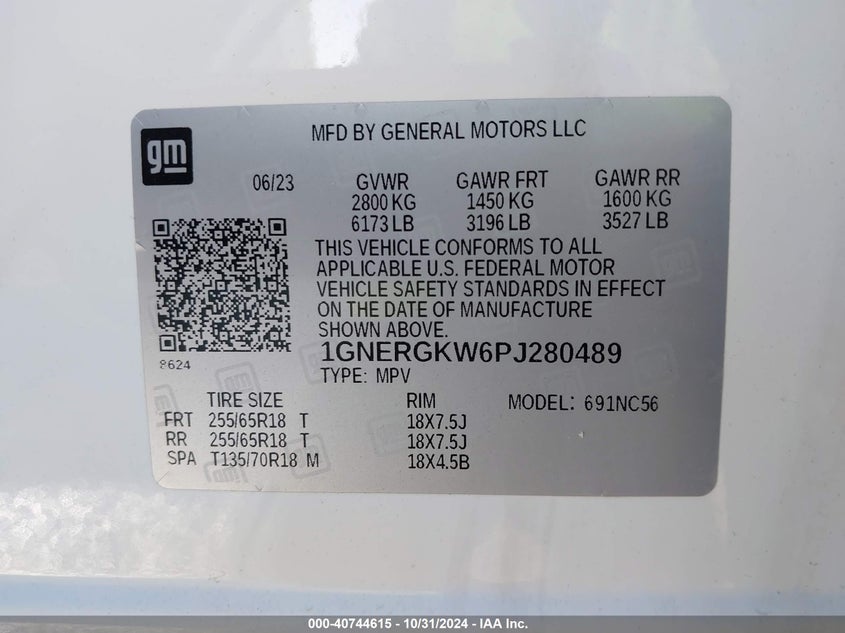 gm
MFD BY GENERAL MOTORS LLC
06/23 GVWR GAWR FRT GAWR RR
2800 KG 1450 KG 1600 KG
6173 LB 3196 LB 3527 LB
THIS VEHICLE CONFORMS TO ALL
APPLICABLE U.S. FEDERAL MOTOR
VEHICLE SAFETY STANDARDS IN EFFECT
ON THE DATE OF MANUFACTURE
SHOWN ABOVE.
8624
1GNERGKW6PJ280489
TYPE: MPV
TIRE SIZE RIM MODEL: 691NC56
FRT 255/65R18 T 18X7.5J
RR 255/65R18 T 18X7.5J
SPA T135/70R18 M 18X4.5B
000-40744615 - 10/31/2024 - IAA Inc.